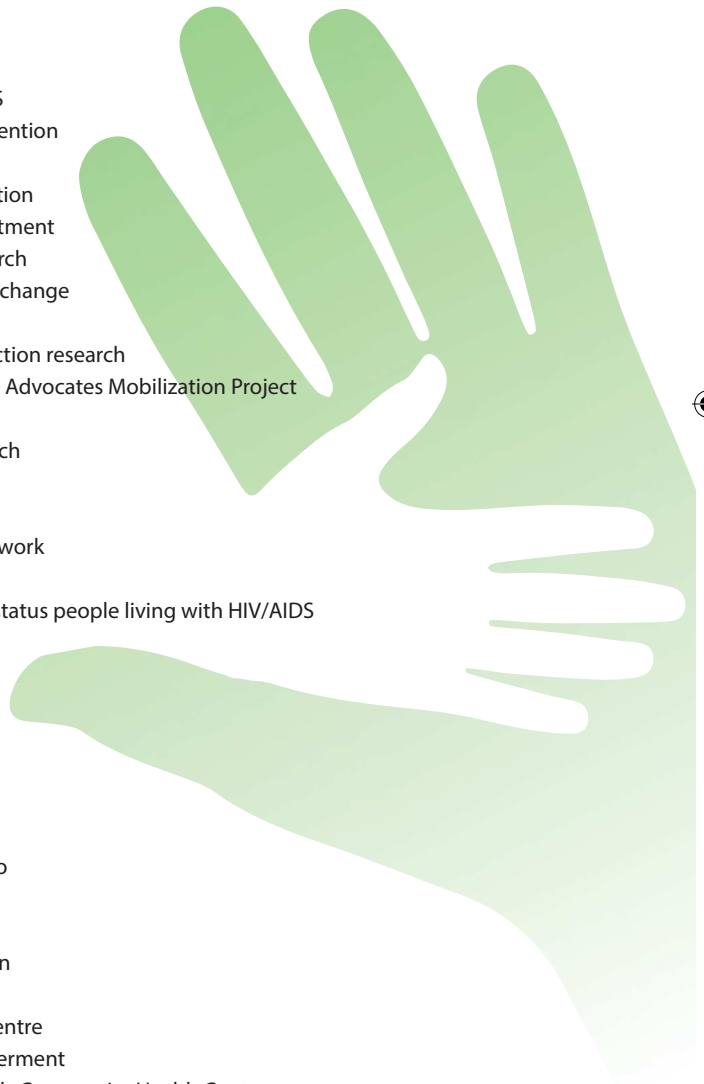 S
ention
tion
tment
rch
change
ction research
Advocates Mobilization Project
ch
work
status people living with HIV/AIDS
o
n
entre
erment